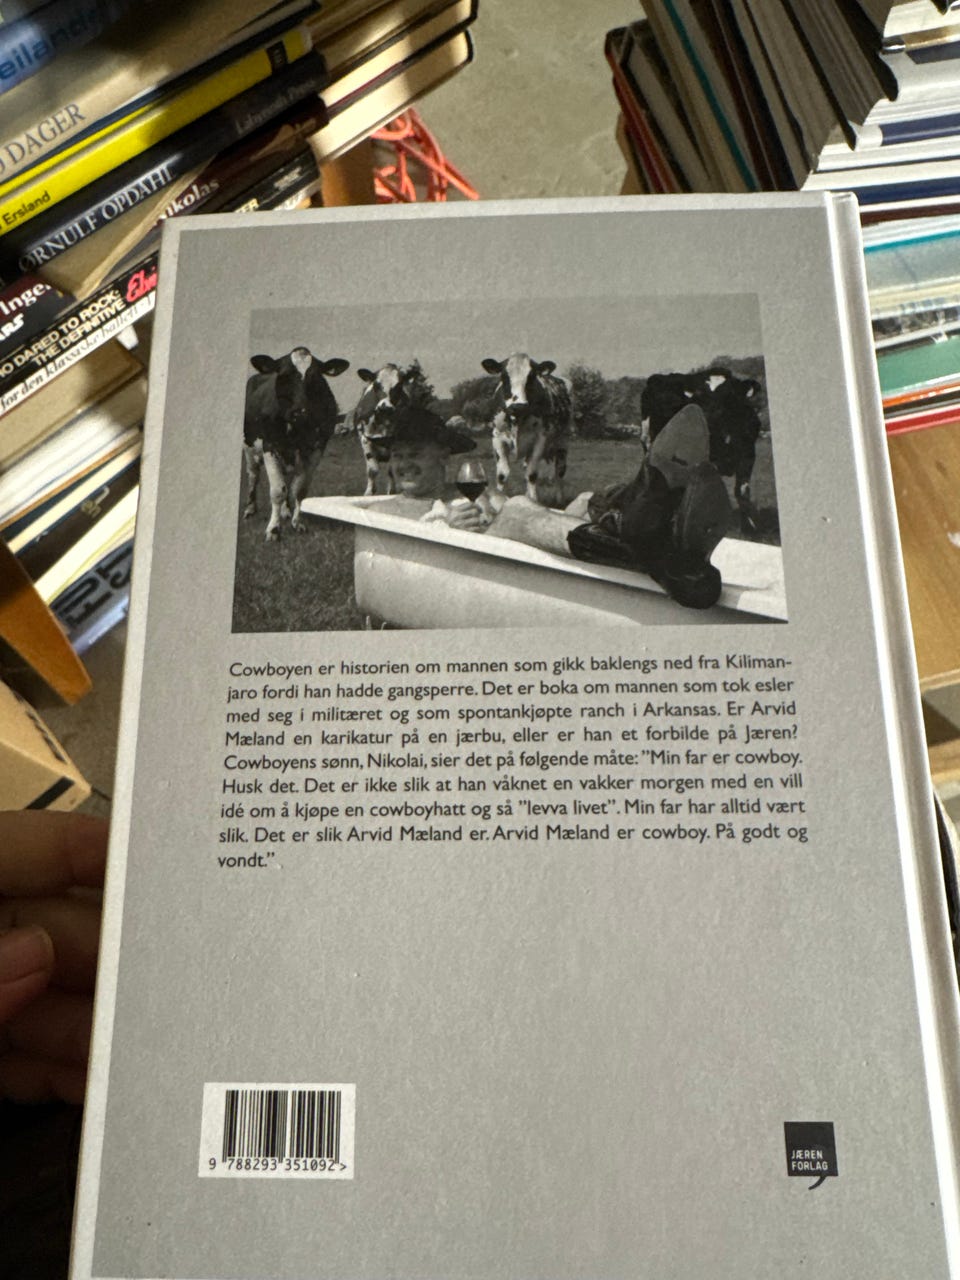 DAGER
Ersland
ØRNULF OPDAHL
ikolas
Inge
ARS
DARED TO ROCK:
THE DEFINITIVE
for den klassiske ballett
Cowboyen er historien om mannen som gikk baklengs ned fra Kiliman-
jaro fordi han hadde gangsperre. Det er boka om mannen som tok esler
med seg i militæret og som spontankjøpte ranch i Arkansas. Er Arvid
Mæland en karikatur på en jærbu, eller er han et forbilde på Jæren?
Cowboyens sønn, Nikolai, sier det på følgende måte: ”Min far er cowboy.
Husk det. Det er ikke slik at han våknet en vakker morgen med en vill
idé om å kjøpe en cowboyhatt og så ”levva livet”. Min far har alltid vært
slik. Det er slik Arvid Mæland er. Arvid Mæland er cowboy. På godt og
vondt.”
9 788293 351092 >
JÆREN
FORLAG